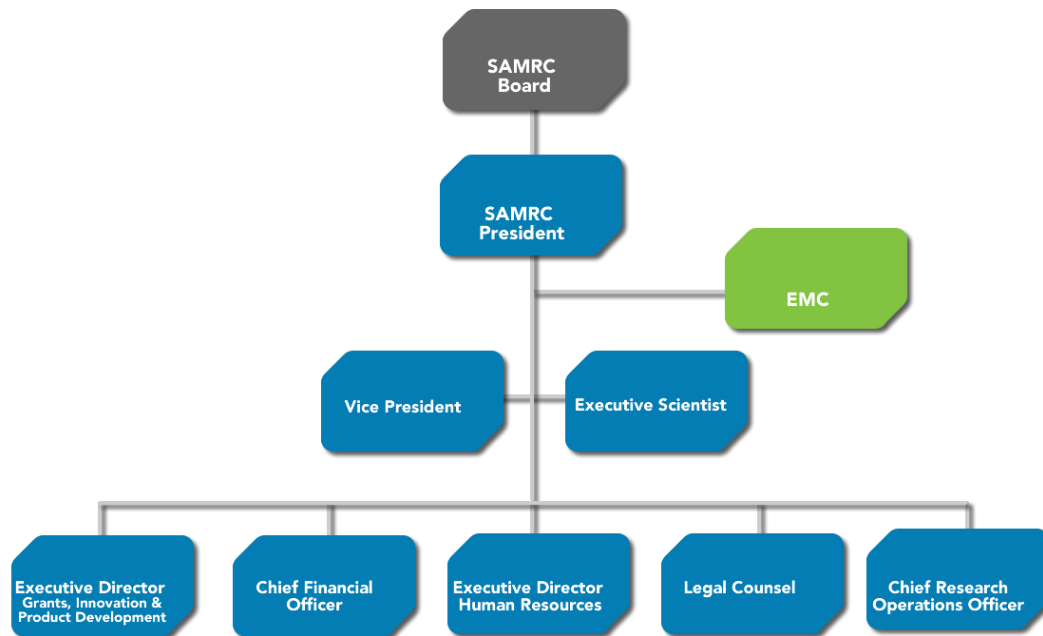 SAMRC
Board
SAMRC
President
EMC
Vice President
Executive Scientist
Executive Director
Grants, Innovation &
Product Development
Chief Financial
Officer
Executive Director
Human Resources
Legal Counsel
Chief Research
Operations Officer